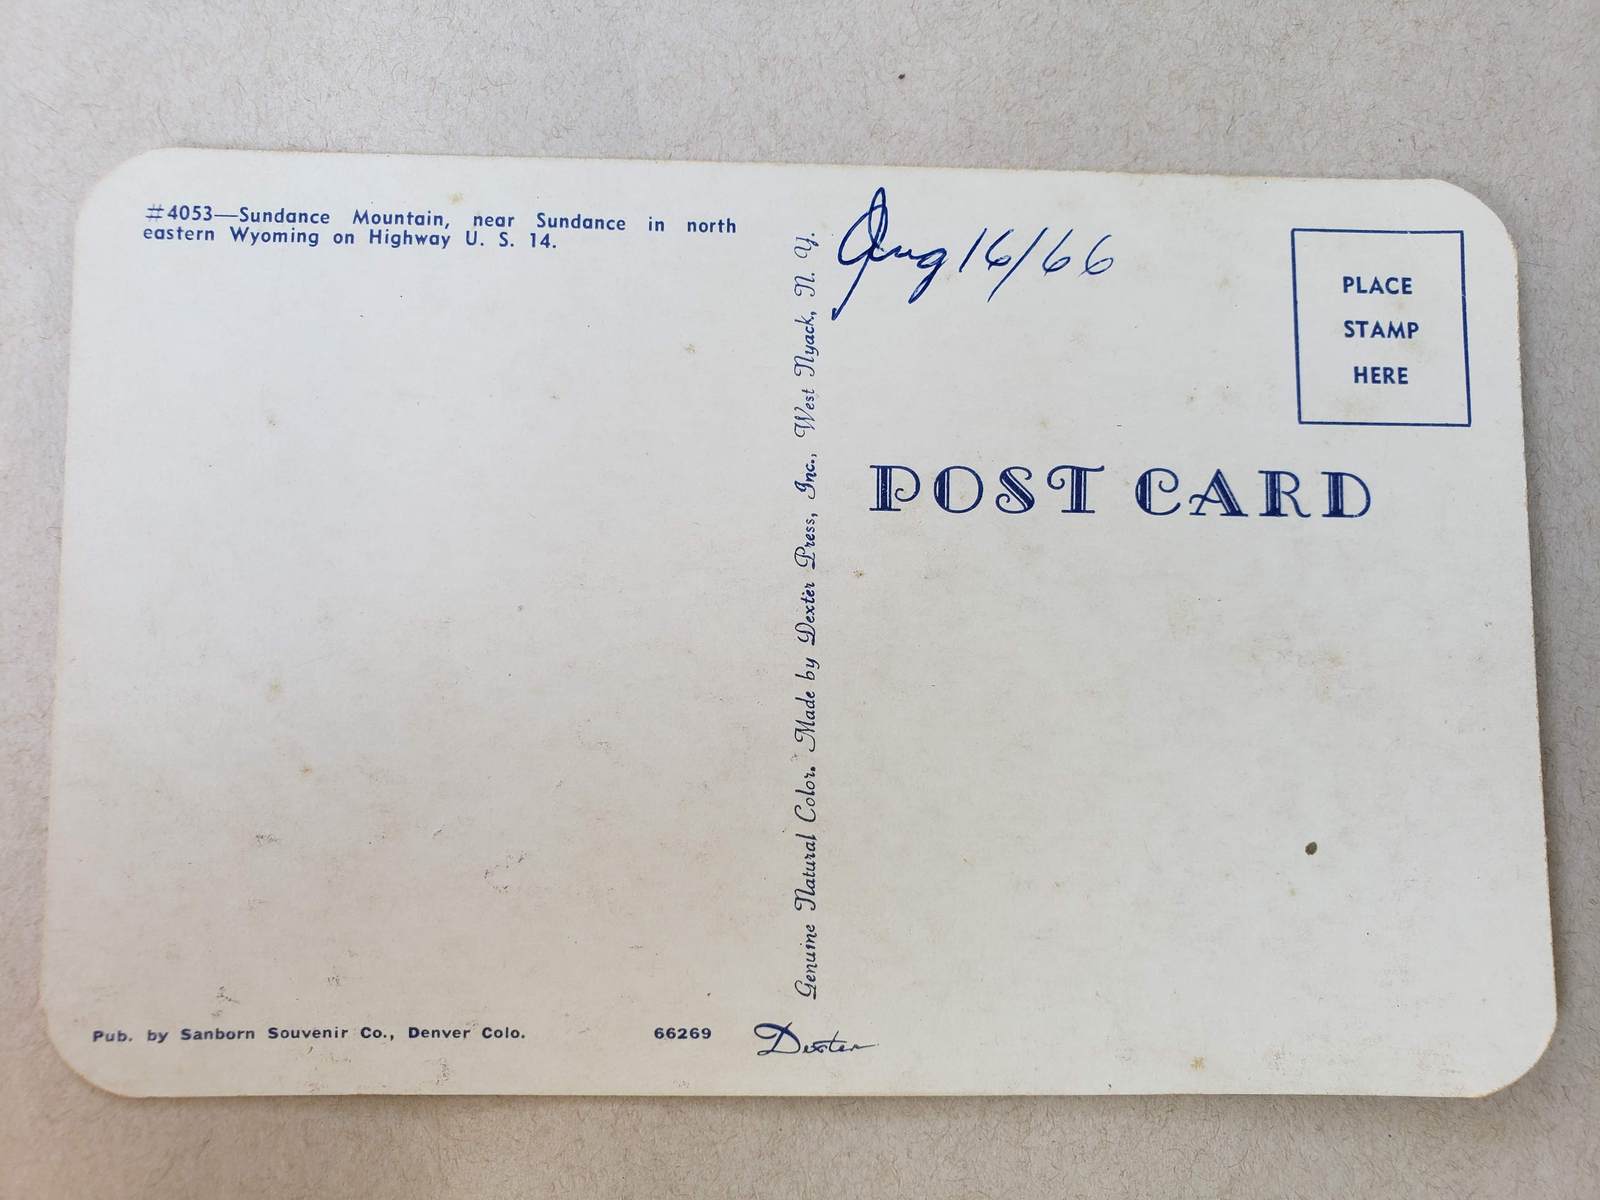 #4053—Sundance Mountain, near Sundance in north
eastern Wyoming on Highway U. S. 14.
Pub. by Sanborn Souvenir Co., Denver Colo.
66269
Genuine Natural Color. Made by Dexter Press, Inc., West Nyack, N. Y.
Dexter
Aug 16/66
PLACE
STAMP
HERE
POST CARD